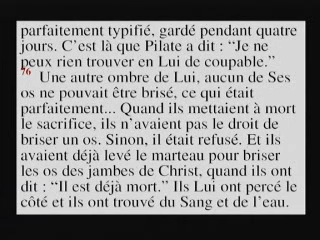 parfaitement typifié, gardé pendant quatre
jours. C’est là que Pilate a dit : “Je ne
peux rien trouver en Lui de coupable.”
76 Une autre ombre de Lui, aucun de Ses
os ne pouvait être brisé, ce qui était
parfaitement... Quand ils mettaient à mort
le sacrifice, ils n’avaient pas le droit de
briser un os. Sinon, il était refusé. Et ils
avaient déjà levé le marteau pour briser
les os des jambes de Christ, quand ils ont
dit : “Il est déjà mort.” Ils Lui ont percé le
côté et ils ont trouvé du Sang et de l’eau.